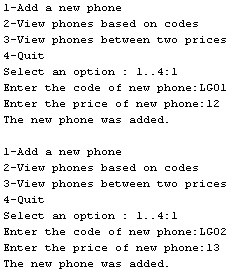 1-Add a new phone
2-View phones based on codes
3-View phones between two prices
4-Quit
Select an option : 1..4:1
Enter the code of new phone:LG01
Enter the price of new phone:12
The new phone was added.
1-Add a new phone
2-View phones based on codes
3-View phones between two prices
4-Quit
Select an option : 1..4:1
Enter the code of new phone:LG02
Enter the price of new phone:13
The new phone was added.